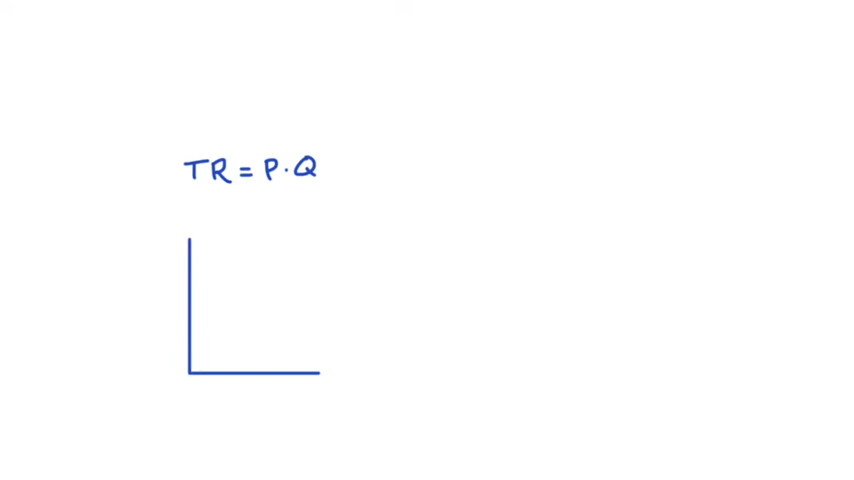 TR = P · Q